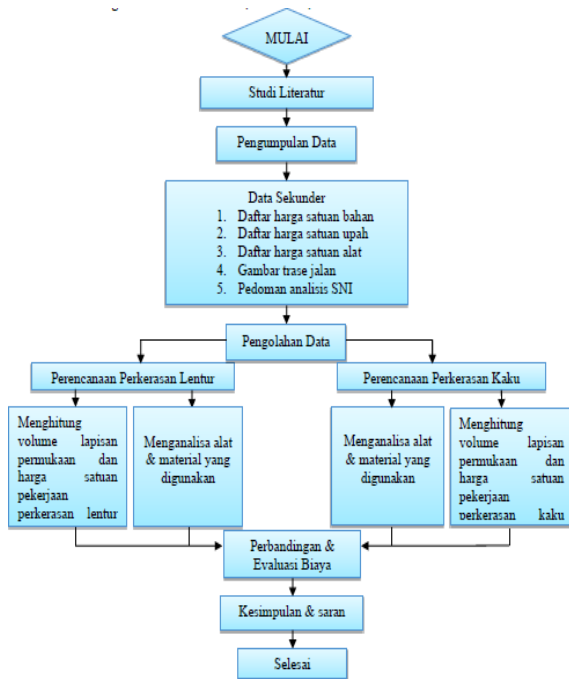 MULAI
Studi Literatur
Pengumpulan Data
Data Sekunder
1. Daftar harga satuan bahan
2. Daftar harga satuan upah
3. Daftar harga satuan alat
4. Gambar trase jalan
5. Pedoman analisis SNI
Pengolahan Data
Perencanaan Perkerasan Lentur
Perencanaan Perkerasan Kaku
Menghitung
volume lapisan
permukaan dan
harga satuan
pekerjaan
perkerasan lentur
Menganalisa alat
& material yang
digunakan
Menganalisa alat
& material yang
digunakan
Menghitung
volume lapisan
permukaan dan
harga satuan
pekerjaan
perkerasan kaku
Perbandingan &
Evaluasi Biaya
Kesimpulan & saran
Selesai